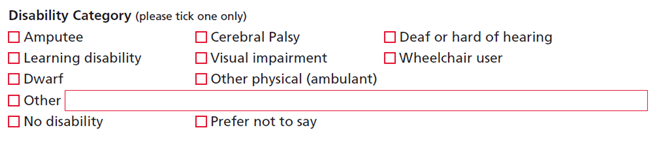 Disability Category (please tick one only)
Amputee Cerebral Palsy Deaf or hard of hearing
Learning disability Visual impairment Wheelchair user
Dwarf Other physical (ambulant)
Other
No disability Prefer not to say